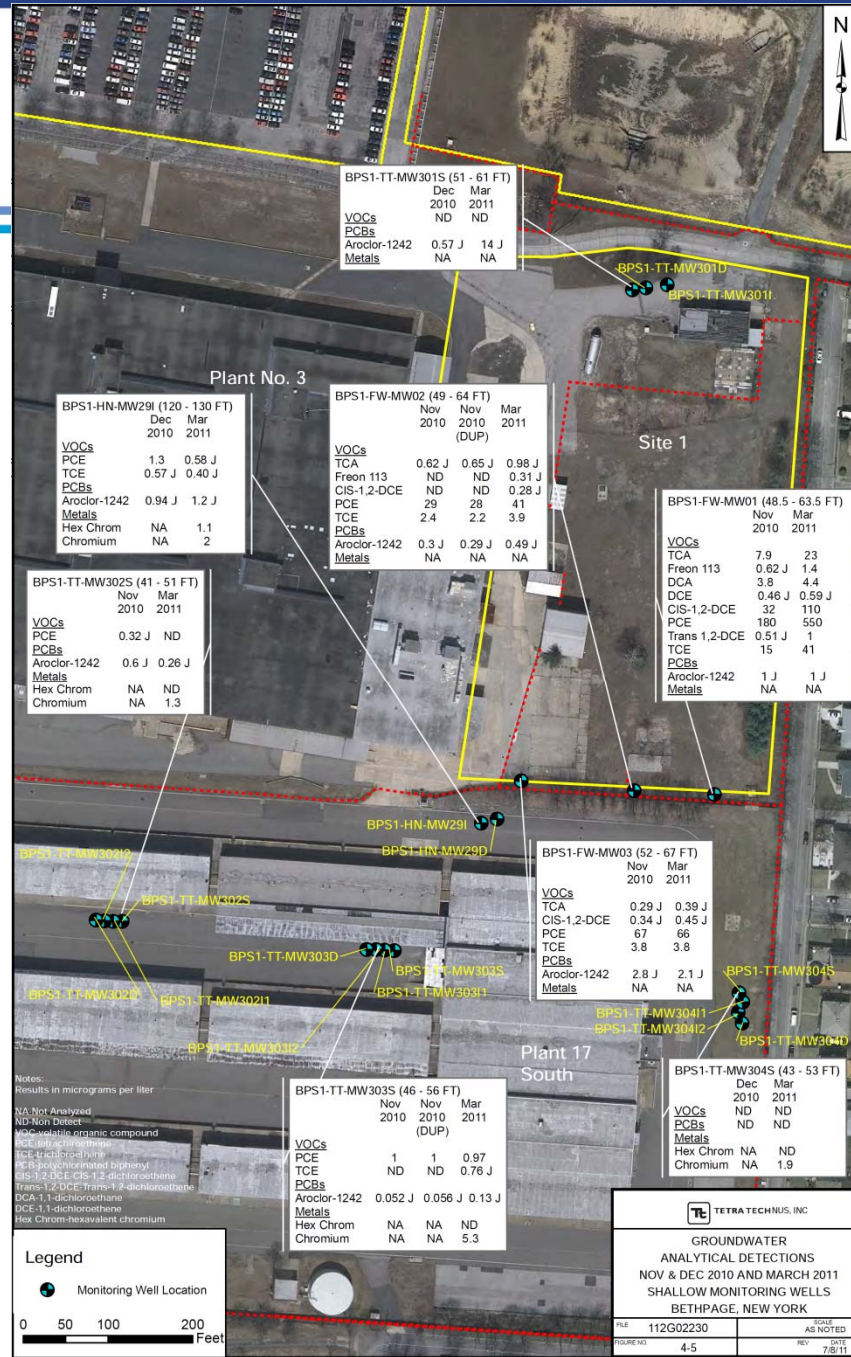 N
BPS1-TT-MW301S (51 - 61 FT)
Dec Mar
2010 2011
VOCs ND ND
PCBs
Aroclor-1242 0.57 J 14 J
Metals NA NA
BPS1-TT-MW301D
BPS1-TT-MW301I
Plant No. 3
BPS1-HN-MW29I (120 - 130 FT)
Dec Mar
2010 2011
VOCs
PCE 1.3 0.58 J
TCE 0.57 J 0.40 J
PCBs
Aroclor-1242 0.94 J 1.2 J
Metals
Hex Chrom NA 1.1
Chromium NA 2
BPS1-FW-MW02 (49 - 64 FT)
Nov Nov Mar
2010 2010 2011
(DUP)
VOCs
TCA 0.62 J 0.65 J 0.98 J
Freon 113 ND ND 0.31 J
CIS-1,2-DCE ND ND 0.28 J
PCE 29 28 41
TCE 2.4 2.2 3.9
PCBs
Aroclor-1242 0.3 J 0.29 J 0.49 J
Metals NA NA NA
Site 1
BPS1-FW-MW01 (48.5 - 63.5 FT)
Nov Mar
2010 2011
VOCs
TCA 7.9 23
Freon 113 0.62 J 1.4
DCA 3.8 4.4
DCE 0.46 J 0.59 J
CIS-1,2-DCE 32 110
PCE 180 550
Trans 1,2-DCE 0.51 J 1
TCE 15 41
PCBs
Aroclor-1242 1 J 1 J
Metals NA NA
BPS1-TT-MW302S (41 - 51 FT)
Nov Mar
2010 2011
VOCs
PCE 0.32 J ND
PCBs
Aroclor-1242 0.6 J 0.26 J
Metals
Hex Chrom NA ND
Chromium NA 1.3
BPS1-HN-MW29I
BPS1-HN-MW29D
BPS1-TT-MW302I2
BPS1-TT-MW302S
BPS1-TT-MW302D
BPS1-TT-MW302I1
BPS1-TT-MW303D
BPS1-TT-MW303S
BPS1-TT-MW303I1
BPS1-TT-MW303I2
BPS1-FW-MW03 (52 - 67 FT)
Nov Mar
2010 2011
VOCs
TCA 0.29 J 0.39 J
CIS-1,2-DCE 0.34 J 0.45 J
PCE 67 66
TCE 3.8 3.8
PCBs
Aroclor-1242 2.8 J 2.1 J
Metals NA NA
BPS1-TT-MW304S
BPS1-TT-MW304I1
BPS1-TT-MW304I2
BPS1-TT-MW304D
Plant 17
South
BPS1-TT-MW304S (43 - 53 FT)
Dec Mar
2010 2011
VOCs ND ND
PCBs ND ND
Metals
Hex Chrom NA ND
Chromium NA 1.9
BPS1-TT-MW303S (46 - 56 FT)
Nov Nov Mar
2010 2010 2011
(DUP)
VOCs
PCE 1 1 0.97
TCE ND ND 0.76 J
PCBs
Aroclor-1242 0.052 J 0.056 J 0.13 J
Metals
Hex Chrom NA NA ND
Chromium NA NA 5.3
Notes:
Results in micrograms per liter
NA-Not Analyzed
ND-Non Detect
VOC-volatile organic compound
PCE-tetrachloroethene
TCE-trichloroethene
PCB-polychlorinated biphenyl
CIS-1,2-DCE-CIS-1,2-dichloroethene
Trans-1,2-DCE-Trans-1,2-dichloroethene
DCA-1,1-dichloroethane
DCE-1,1-dichloroethene
Hex Chrom-hexavalent chromium
Legend
Monitoring Well Location
0 50 100 200
Feet
Tt TETRA TECH NUS, INC
GROUNDWATER
ANALYTICAL DETECTIONS
NOV & DEC 2010 AND MARCH 2011
SHALLOW MONITORING WELLS
BETHPAGE, NEW YORK
FILE 112G02230 SCALE AS NOTED
FIGURE NO. 4-5 REV DATE 7/8/11